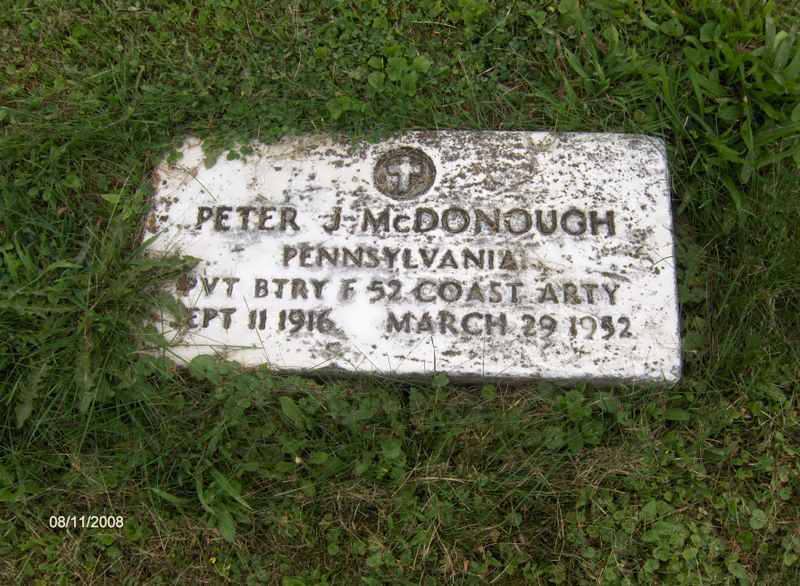 PETER J McDONOUGH
PENNSYLVANIA
PVT BTRY F 52 COAST ARTY
SEPT 11 1916 MARCH 29 1952
08/11/2008